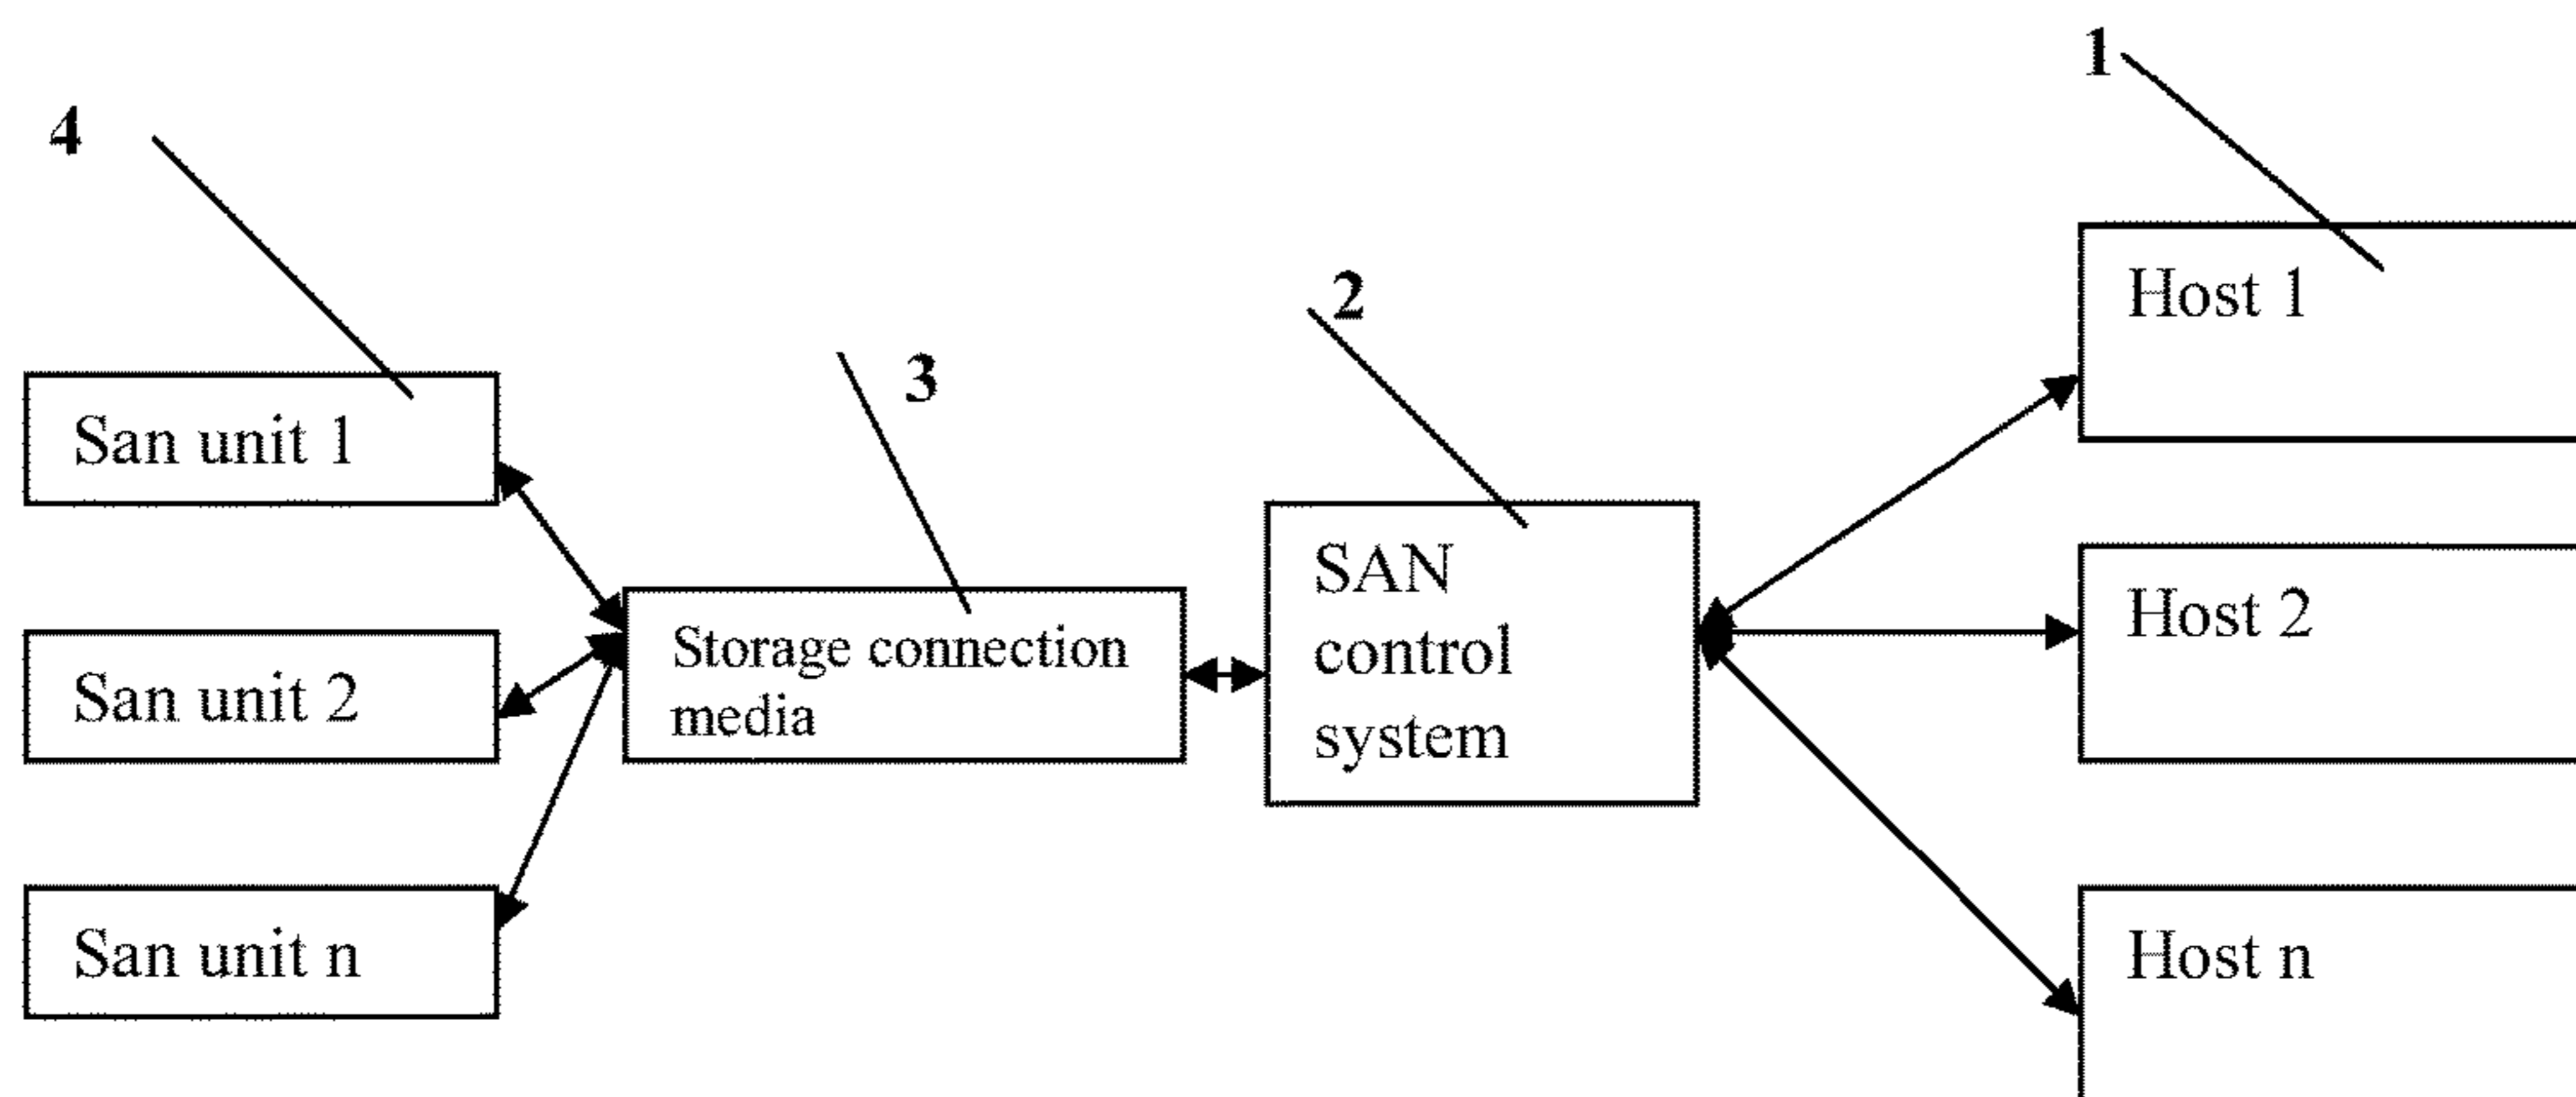 1
4
2
Host 1
3
San unit 1
SAN
control
system
Host 2
Storage connection
media
San unit 2
San unit n
Host n